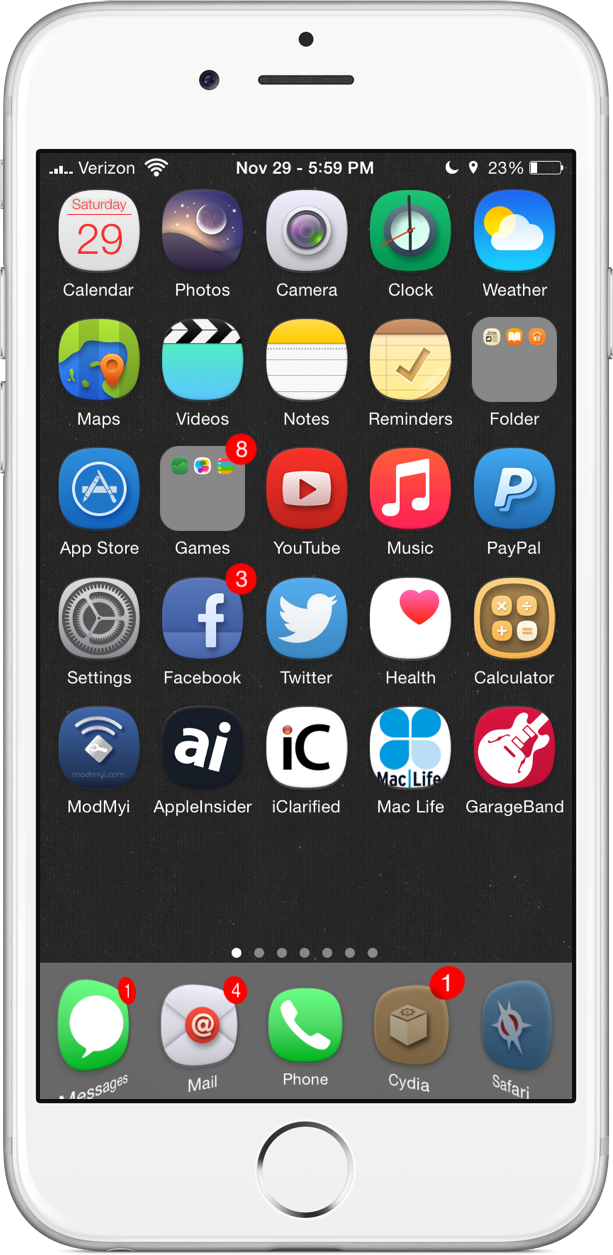 Verizon Nov 29 - 5:59 PM 23%
Saturday
29
Calendar Photos Camera Clock Weather
Maps Videos Notes Reminders Folder
8
App Store Games YouTube Music PayPal
3
f
Settings Facebook Twitter Health Calculator
modmyi.com ai iC Mac|Life
ModMyi AppleInsider iClarified Mac Life GarageBand
1 4 1
@
Messages Mail Phone Cydia Safari